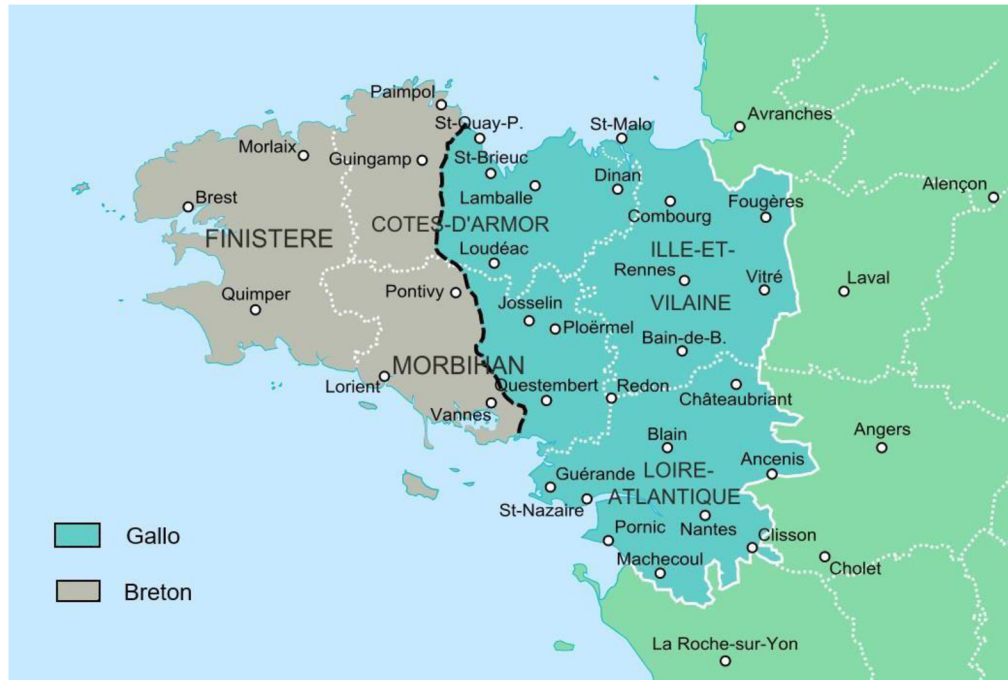 Paimpol
St-Quay-P.
St-Malo
Avranches
Morlaix
Guingamp
St-Brieuc
Dinan
Alençon
Brest
Lamballe
Combourg
Fougères
FINISTERE
COTES-D'ARMOR
Loudéac
ILLE-ET-
VILAINE
Rennes
Vitré
Laval
Quimper
Pontivy
Josselin
Ploërmel
Bain-de-B.
MORBIHAN
Lorient
Questembert
Redon
Châteaubriant
Vannes
Blain
Angers
Guérande
LOIRE-
ATLANTIQUE
Ancenis
St-Nazaire
Nantes
Pornic
Clisson
Machecoul
Cholet
La Roche-sur-Yon
Gallo
Breton